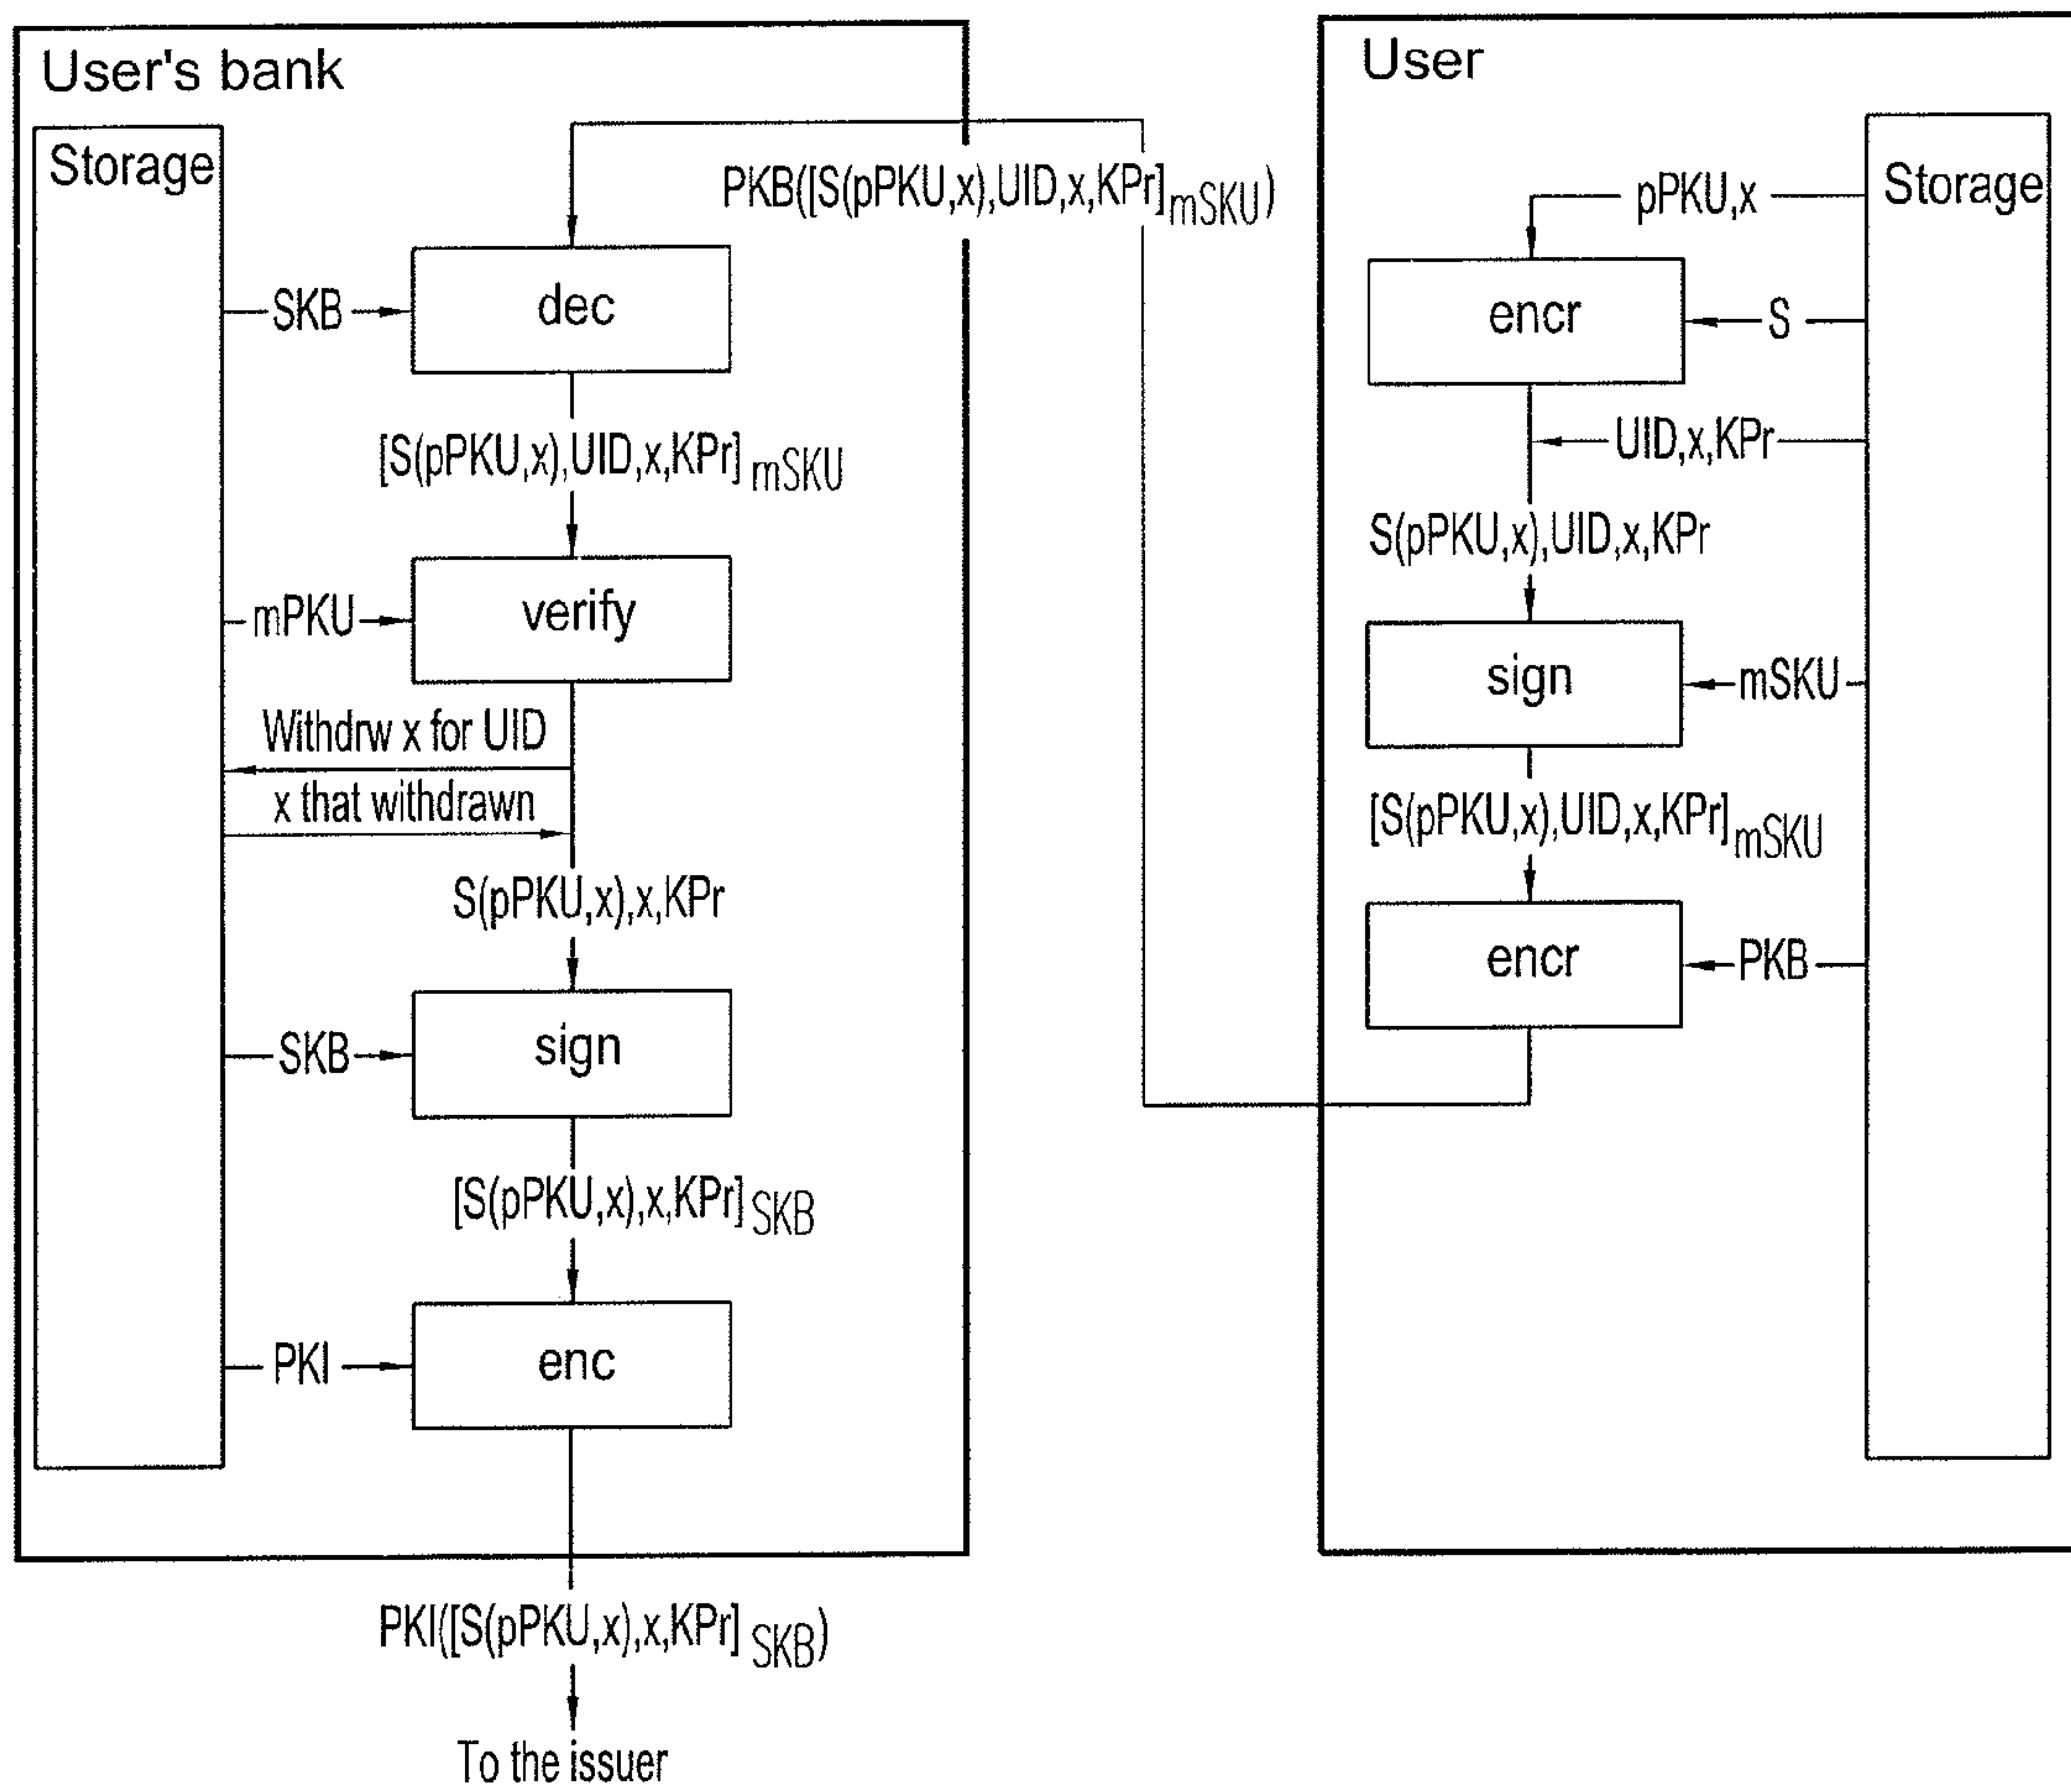 User's bank
Storage
PKB([S(pPKU,x),UID,x,KPr]mSKU)
SKB
dec
[S(pPKU,x),UID,x,KPr]mSKU
mPKU
verify
Withdrw x for UID
x that withdrawn
S(pPKU,x),x,KPr
SKB
sign
[S(pPKU,x),x,KPr]SKB
PKI
enc
PKI([S(pPKU,x),x,KPr]SKB)
To the issuer
User
Storage
pPKU,x
encr
S
UID,x,KPr
S(pPKU,x),UID,x,KPr
sign
mSKU
[S(pPKU,x),UID,x,KPr]mSKU
encr
PKB